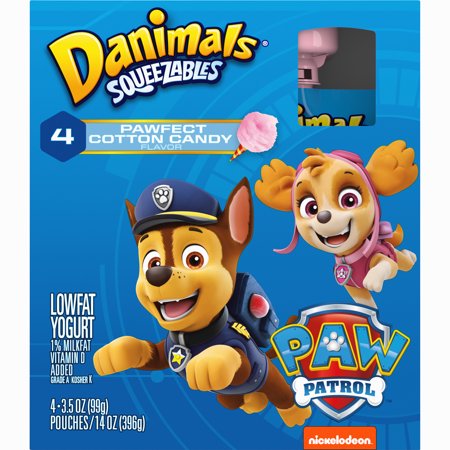 Danimals®
SQUEEZABLES
nimal
4
PAWFECT
COTTON CANDY
FLAVOR
LOWFAT
YOGURT
1% MILKFAT
VITAMIN D
ADDED
GRADE A KOSHER K
4•3.5 OZ (99g)
POUCHES/14 OZ (396g)
PAW
PATROL
nickelodeon